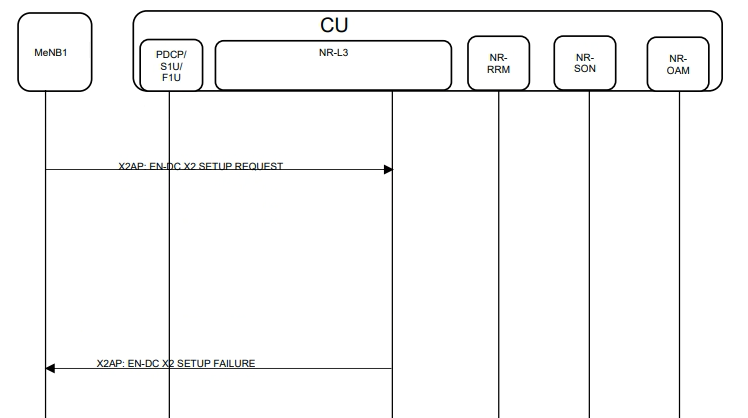 CU
MeNB1
PDCP/
S1U/
F1U
NR-L3
NR-
RRM
NR-
SON
NR-
OAM
X2AP: EN-DC X2 SETUP REQUEST
X2AP: EN-DC X2 SETUP FAILURE